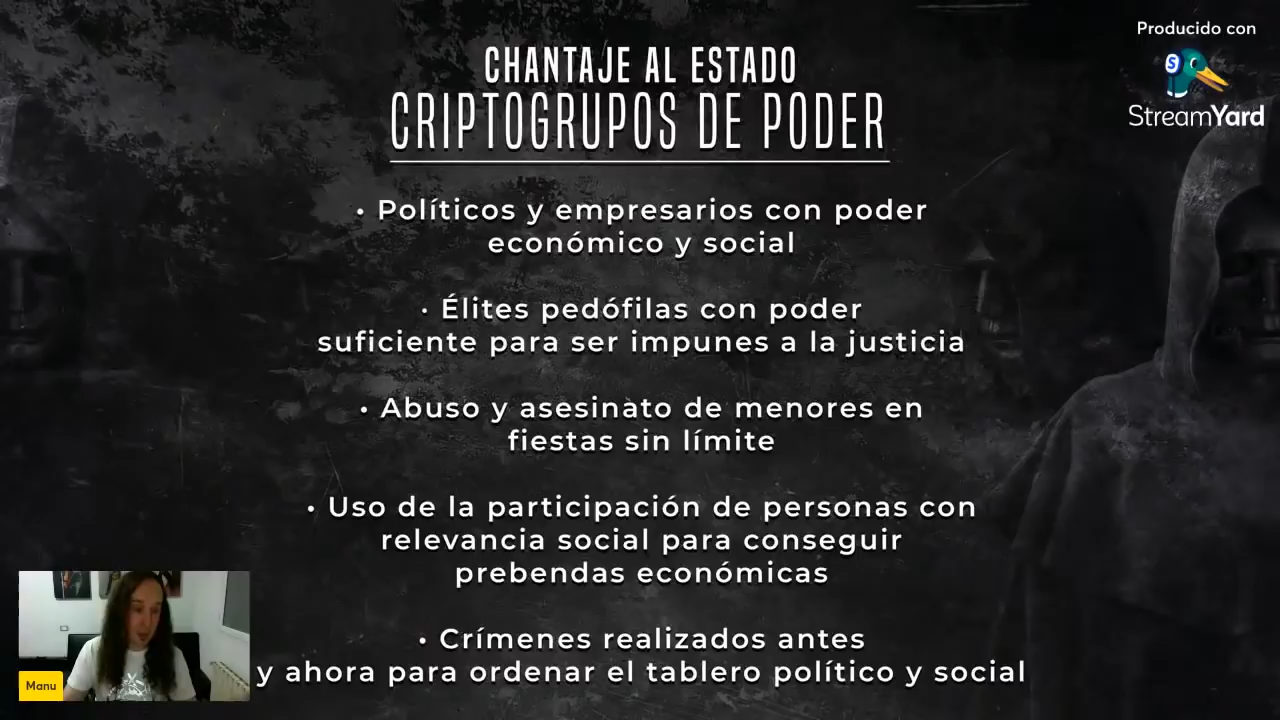 Producido con
StreamYard
CHANTAJE AL ESTADO
CRIPTOGRUPOS DE PODER
• Políticos y empresarios con poder
económico y social
• Élites pedófilas con poder
suficiente para ser impunes a la justicia
• Abuso y asesinato de menores en
fiestas sin límite
• Uso de la participación de personas con
relevancia social para conseguir
prebendas económicas
• Crímenes realizados antes
y ahora para ordenar el tablero político y social
Manu